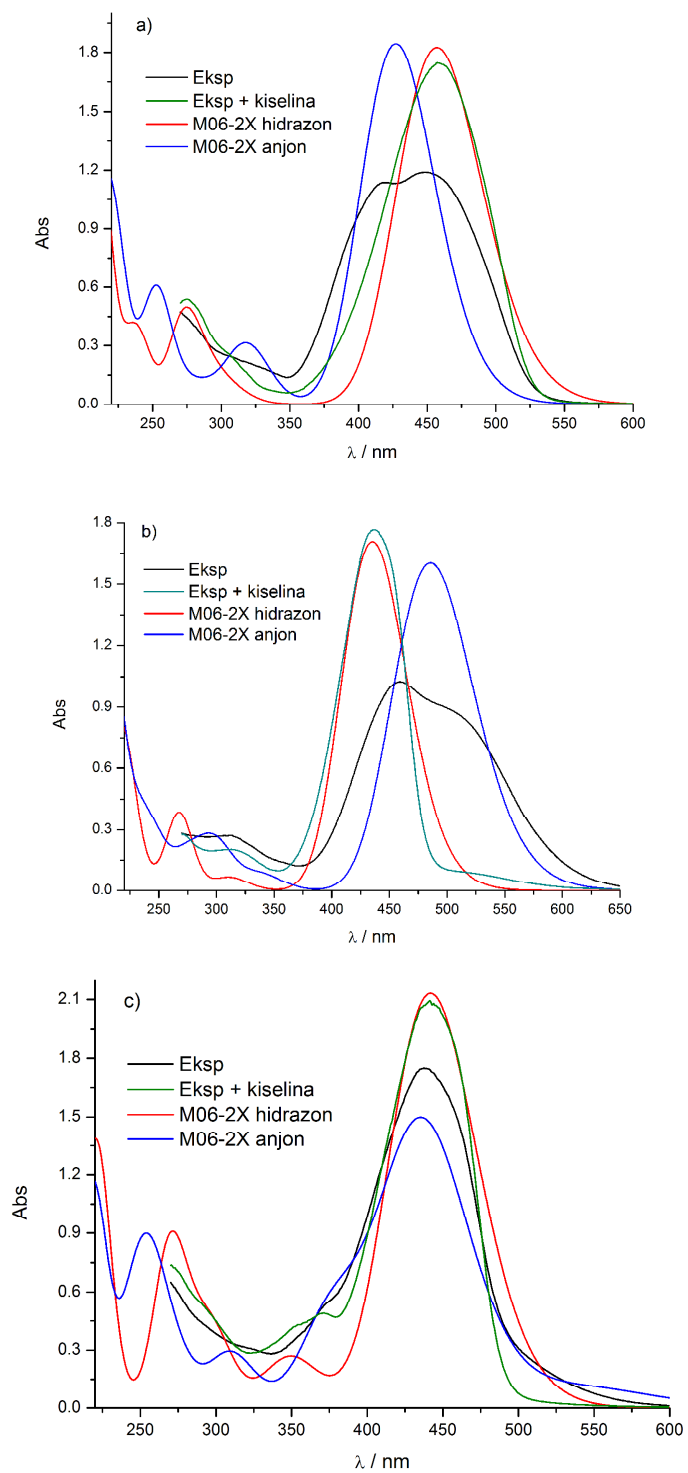 a)
Eksp
Eksp + kiselina
M06-2X hidrazon
M06-2X anjon
1.8
1.5
1.2
0.9
0.6
0.3
0.0
Abs
250 300 350 400 450 500 550 600
λ / nm
b)
Eksp
Eksp + kiselina
M06-2X hidrazon
M06-2X anjon
1.8
1.5
1.2
0.9
0.6
0.3
0.0
Abs
250 300 350 400 450 500 550 600 650
λ / nm
c)
Eksp
Eksp + kiselina
M06-2X hidrazon
M06-2X anjon
2.1
1.8
1.5
1.2
0.9
0.6
0.3
0.0
Abs
250 300 350 400 450 500 550 600
λ / nm